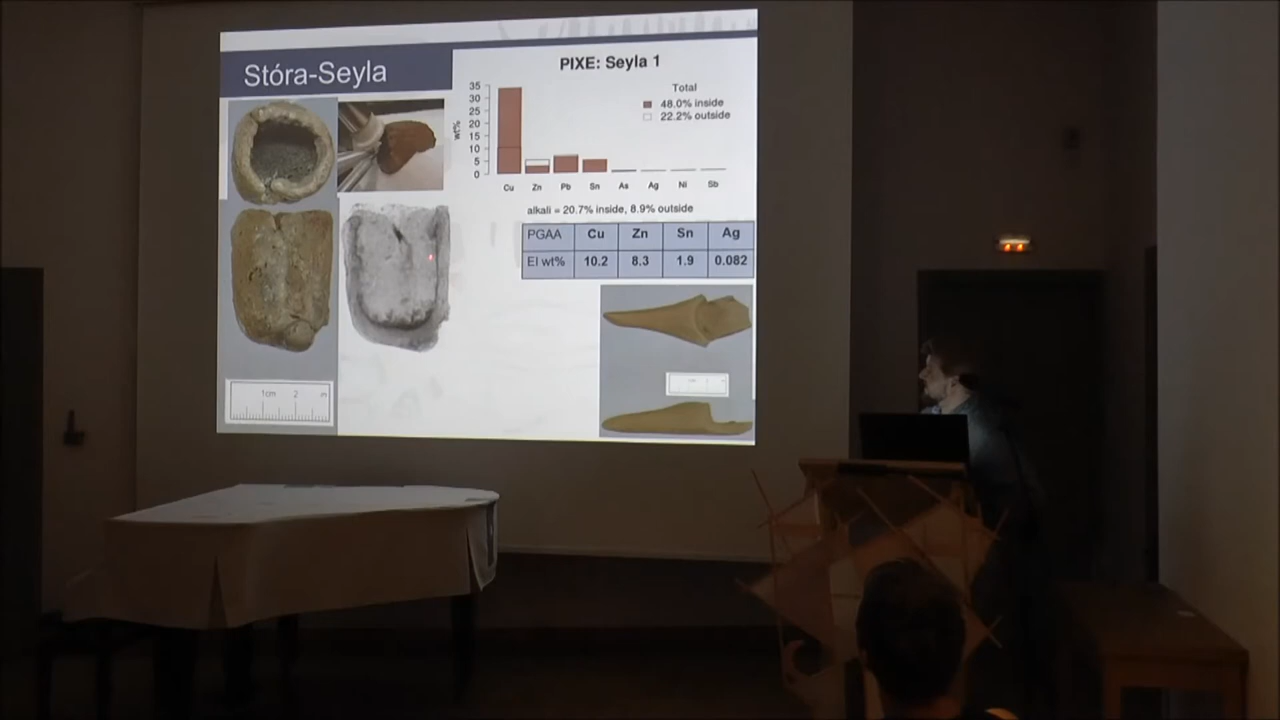 Stóra-Seyla
PIXE: Seyla 1
Total
48.0% inside
22.2% outside
wt%
35
30
25
20
15
10
5
0
Cu Zn Pb Sn As Ag Ni Sb
alkali = 20.7% inside, 8.9% outside
PGAA Cu Zn Sn Ag
El wt% 10.2 8.3 1.9 0.082
1cm 2